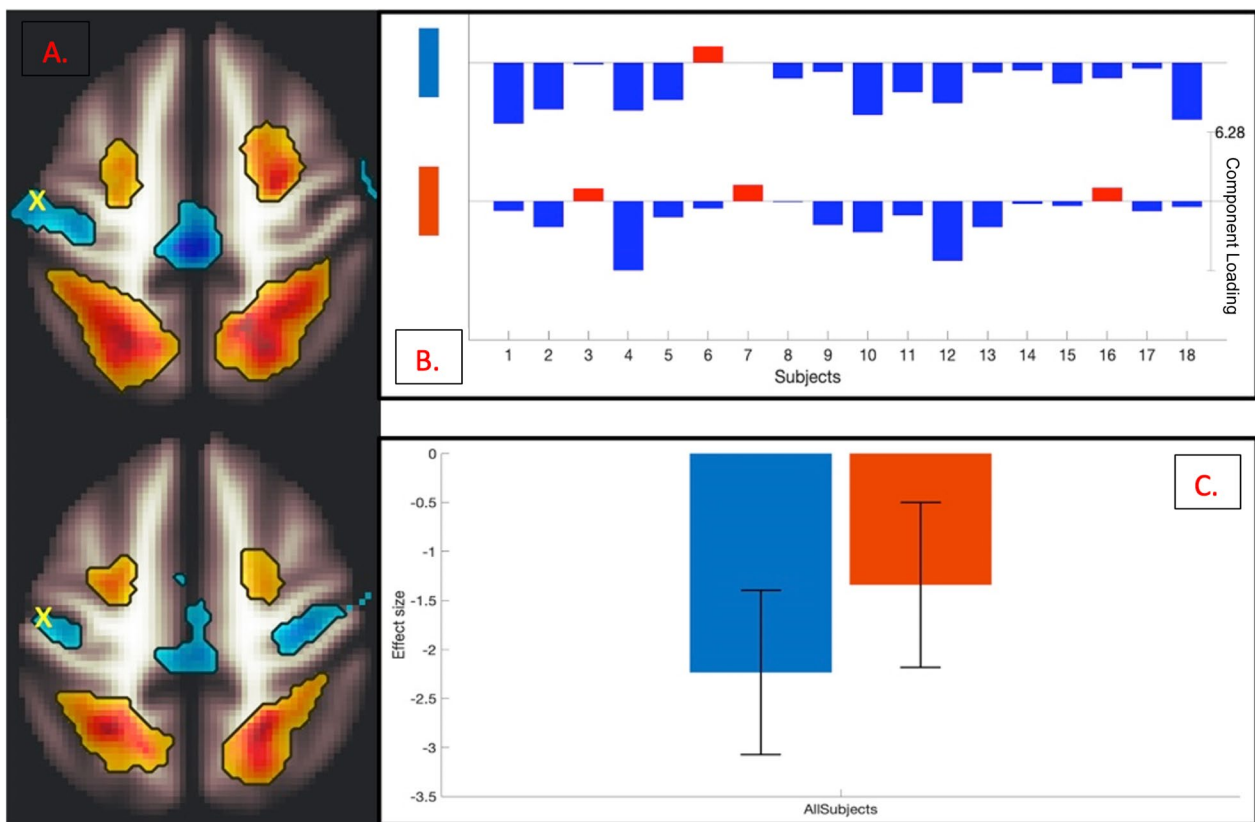 A.
X
X
B.
6.28
Component Loading
1 2 3 4 5 6 7 8 9 10 11 12 13 14 15 16 17 18
Subjects
C.
0
-0.5
-1
-1.5
-2
-2.5
-3
-3.5
Effect size
AllSubjects